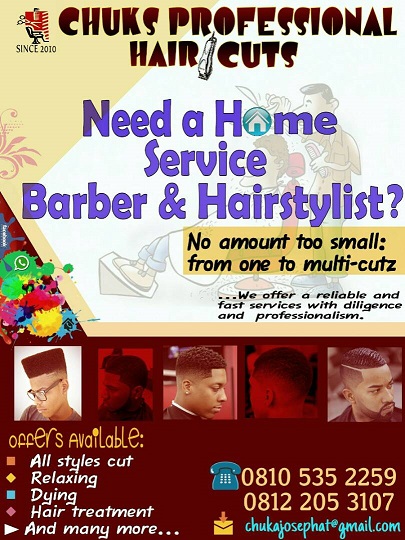 CHUKS PROFESSIONAL
HAIR CUTS
SINCE 2010
Need a Home
Service
Barber & Hairstylist?
No amount too small:
from one to multi-cutz
...We offer a reliable and
fast services with diligence
and professionalism.
facebook
offers Available:
All styles cut
Relaxing
Dying
Hair treatment
And many more...
0810 535 2259
0812 205 3107
chukajosephat@gmail.com